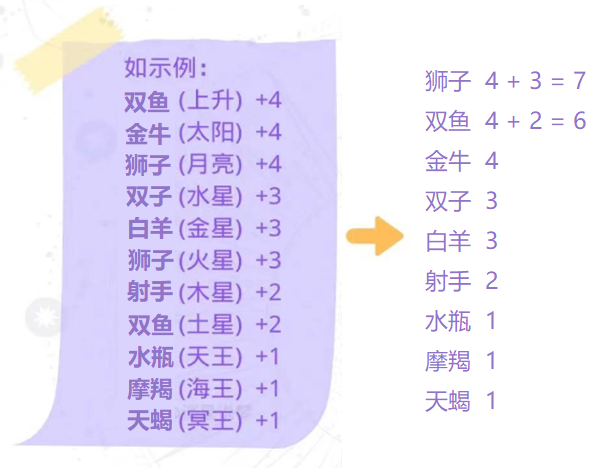 如示例：
双鱼 (上升) +4
金牛 (太阳) +4
狮子 (月亮) +4
双子 (水星) +3
白羊 (金星) +3
狮子 (火星) +3
射手 (木星) +2
双鱼 (土星) +2
水瓶 (天王) +1
摩羯 (海王) +1
天蝎 (冥王) +1
狮子 4 + 3 = 7
双鱼 4 + 2 = 6
金牛 4
双子 3
白羊 3
射手 2
水瓶 1
摩羯 1
天蝎 1